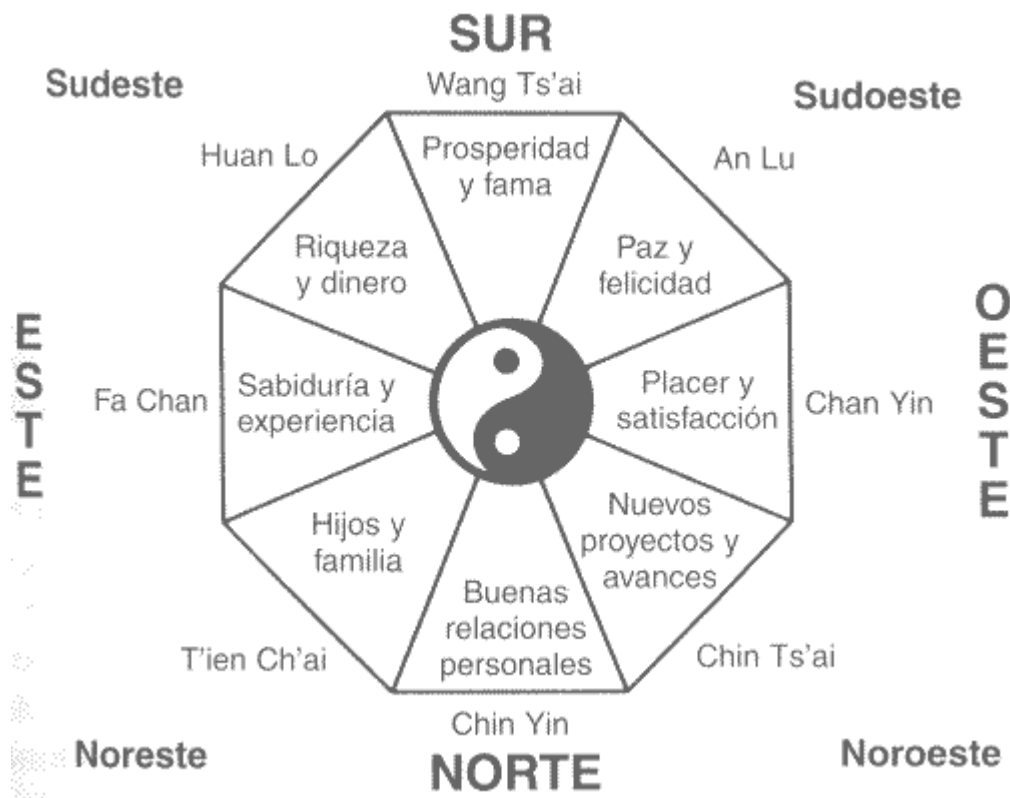 SUR
Sudeste
Wang Ts'ai
Sudoeste
Huan Lo
Prosperidad
y fama
An Lu
Riqueza
y dinero
Paz y
felicidad
ESTE
Fa Chan
Sabiduría y
experiencia
Placer y
satisfacción
Chan Yin
OESTE
Hijos y
familia
Nuevos
proyectos y
avances
Buenas
relaciones
personales
T'ien Ch'ai
Chin Ts'ai
Chin Yin
Noreste
NORTE
Noroeste